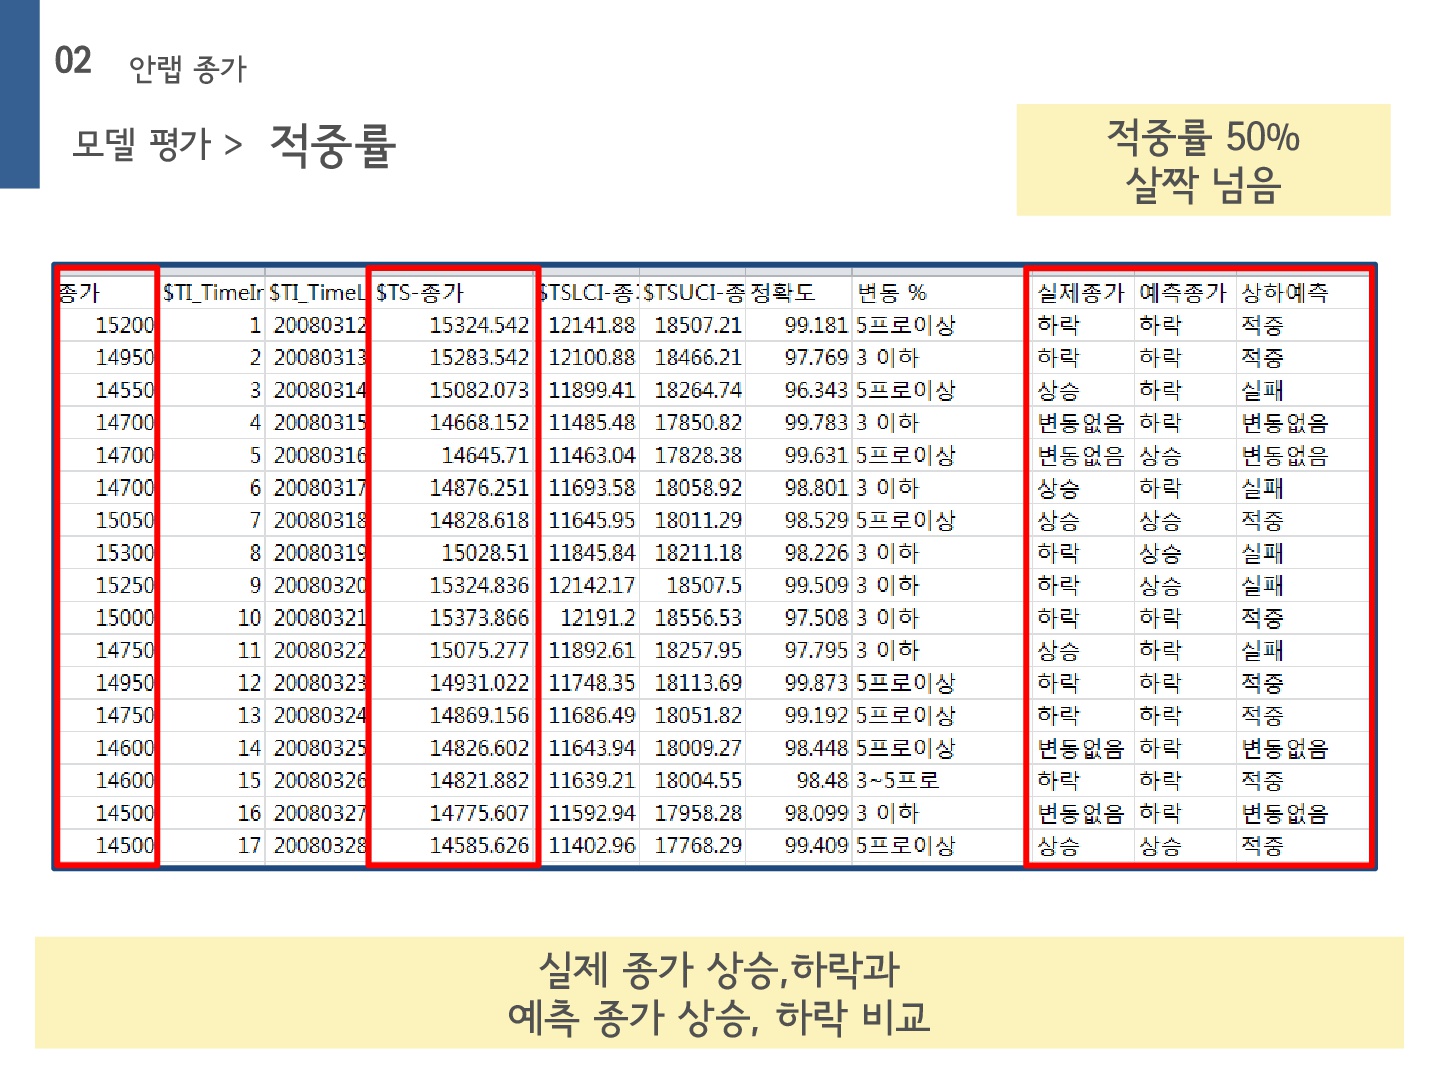 02 안랩 종가
모델 평가 > 적중률
적중률 50%
살짝 넘음
종가 $TI_TimeIn $TI_TimeL $TS-종가 $TSLCI-종 $TSUCI-종 정확도 변동 % 실제종가 예측종가 상하예측
15200 1 20080312 15324.542 12141.88 18507.21 99.181 5프로이상 하락 하락 적중
14950 2 20080313 15283.542 12100.88 18466.21 97.769 3 이하 하락 하락 적중
14550 3 20080314 15082.073 11899.41 18264.74 96.343 5프로이상 상승 하락 실패
14700 4 20080315 14668.152 11485.48 17850.82 99.783 3 이하 변동없음 하락 변동없음
14700 5 20080316 14645.71 11463.04 17828.38 99.631 5프로이상 변동없음 상승 변동없음
14700 6 20080317 14876.251 11693.58 18058.92 98.801 3 이하 상승 하락 실패
15050 7 20080318 14828.618 11645.95 18011.29 98.529 5프로이상 상승 상승 적중
15300 8 20080319 15028.51 11845.84 18211.18 98.226 3 이하 하락 상승 실패
15250 9 20080320 15324.836 12142.17 18507.5 99.509 3 이하 하락 상승 실패
15000 10 20080321 15373.866 12191.2 18556.53 97.508 3 이하 하락 하락 적중
14750 11 20080322 15075.277 11892.61 18257.95 97.795 3 이하 상승 하락 실패
14950 12 20080323 14931.022 11748.35 18113.69 99.873 5프로이상 하락 하락 적중
14750 13 20080324 14869.156 11686.49 18051.82 99.192 5프로이상 하락 하락 적중
14600 14 20080325 14826.602 11643.94 18009.27 98.448 5프로이상 변동없음 하락 변동없음
14600 15 20080326 14821.882 11639.21 18004.55 98.48 3~5프로 하락 하락 적중
14500 16 20080327 14775.607 11592.94 17958.28 98.099 3 이하 변동없음 하락 변동없음
14500 17 20080328 14585.626 11402.96 17768.29 99.409 5프로이상 상승 상승 적중
실제 종가 상승,하락과
예측 종가 상승, 하락 비교